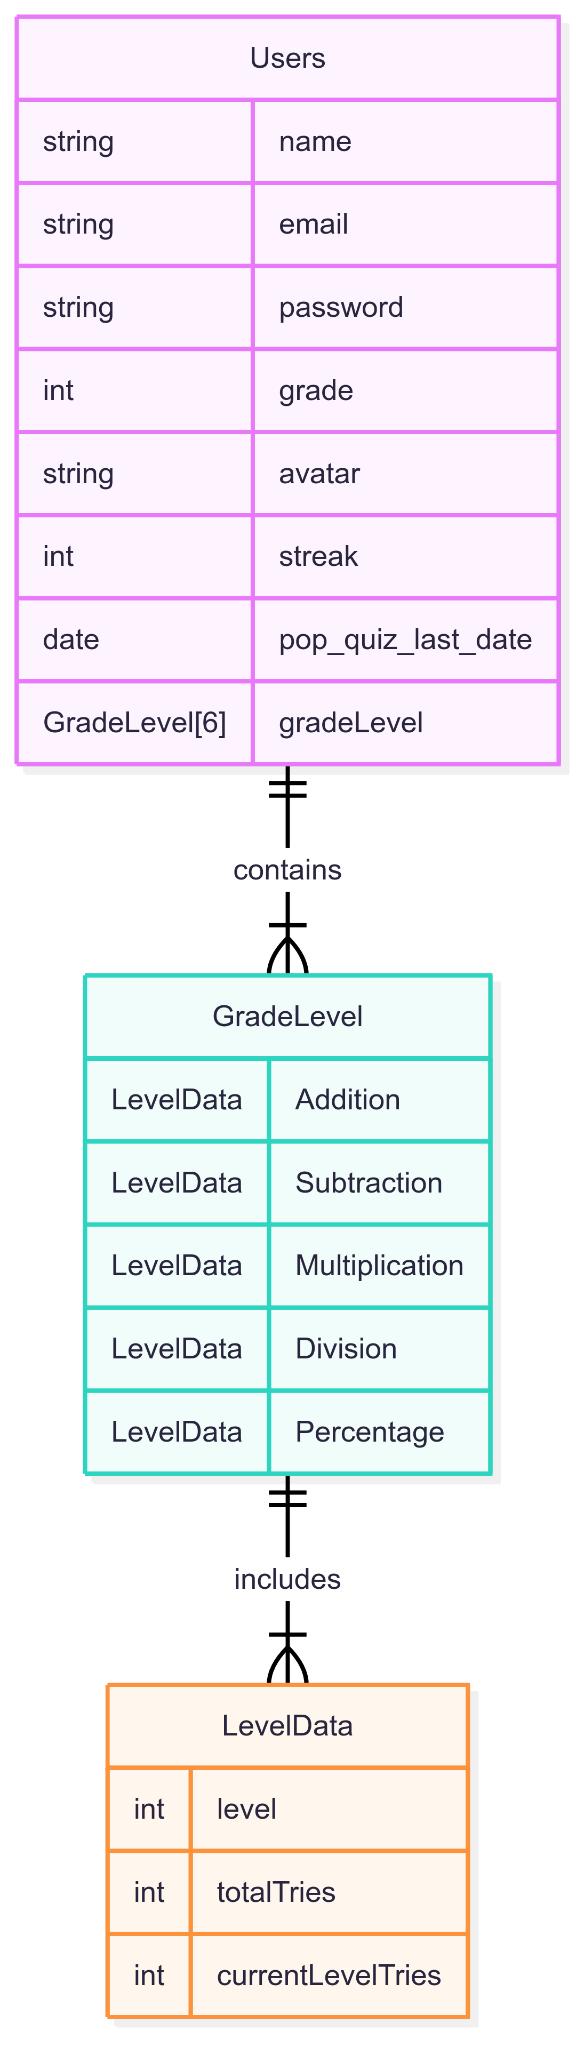 Users
string name
string email
string password
int grade
string avatar
int streak
date pop_quiz_last_date
GradeLevel[6] gradeLevel
contains
GradeLevel
LevelData Addition
LevelData Subtraction
LevelData Multiplication
LevelData Division
LevelData Percentage
includes
LevelData
int level
int totalTries
int currentLevelTries